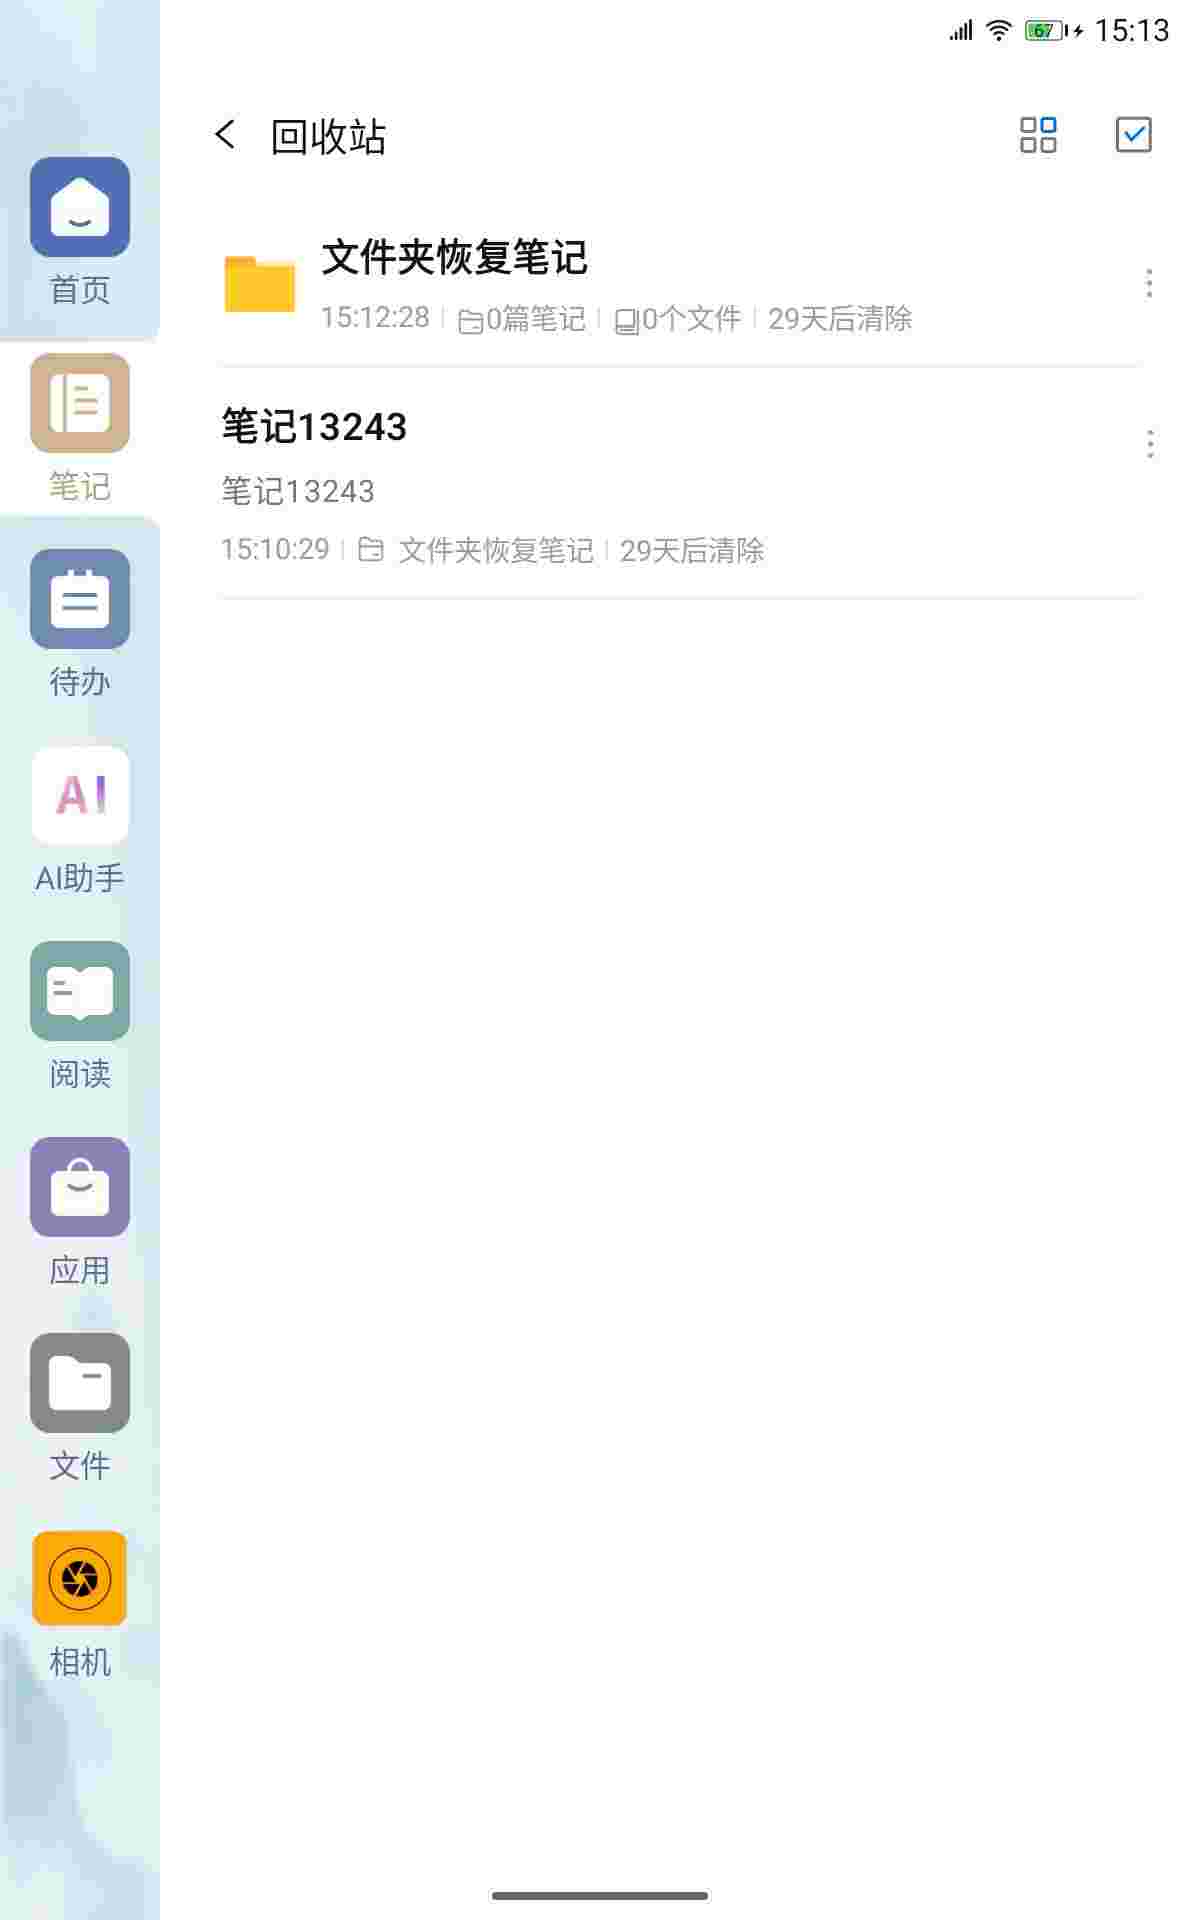 67 15:13
回收站
文件夹恢复笔记
15:12:28 0篇笔记 0个文件 29天后清除
笔记13243
笔记13243
15:10:29 文件夹恢复笔记 29天后清除
首页
笔记
待办
AI
AI助手
阅读
应用
文件
相机